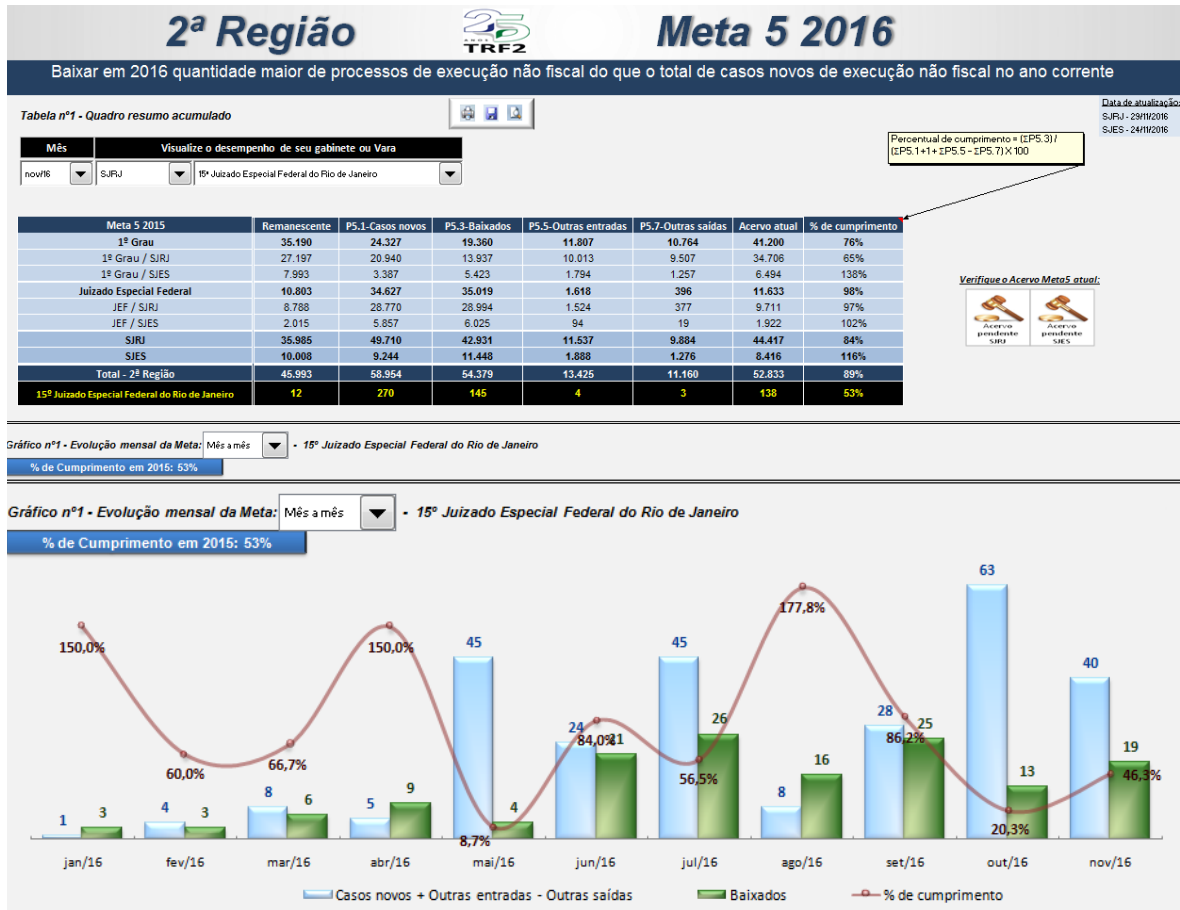 2ª Região
25
ANOS
TRF2
Meta 5 2016
Baixar em 2016 quantidade maior de processos de execução não fiscal do que o total de casos novos de execução não fiscal no ano corrente
Data de atualização:
SJRJ - 29/11/2016
SJES - 24/11/2016
Tabela nº1 - Quadro resumo acumulado
Percentual de cumprimento = (ΣP5.3) /
(ΣP5.1+1+ ΣP5.5 - ΣP5.7) X 100
Mês Visualize o desempenho de seu gabinete ou Vara
nov/16 SJRJ 15º Juizado Especial Federal do Rio de Janeiro
Meta 5 2015 Remanescente P5.1-Casos novos P5.3-Baixados P5.5-Outras entradas P5.7-Outras saídas Acervo atual % de cumprimento
1º Grau 35.190 24.327 19.360 11.807 10.764 41.200 76%
1º Grau / SJRJ 27.197 20.940 13.937 10.013 9.507 34.706 65%
1º Grau / SJES 7.993 3.387 5.423 1.794 1.257 6.494 138%
Juizado Especial Federal 10.803 34.627 35.019 1.618 396 11.633 98%
JEF / SJRJ 8.788 28.770 28.994 1.524 377 9.711 97%
JEF / SJES 2.015 5.857 6.025 94 19 1.922 102%
SJRJ 35.985 49.710 42.931 11.537 9.884 44.417 84%
SJES 10.008 9.244 11.448 1.888 1.276 8.416 116%
Total - 2ª Região 45.993 58.954 54.379 13.425 11.160 52.833 89%
15º Juizado Especial Federal do Rio de Janeiro 12 270 145 4 3 138 53%
Verifique o Acervo Meta5 atual:
Acervo pendente SJRJ
Acervo pendente SJES
Gráfico nº1 - Evolução mensal da Meta: Mês a mês - 15º Juizado Especial Federal do Rio de Janeiro
% de Cumprimento em 2015: 53%
Gráfico nº1 - Evolução mensal da Meta: Mês a mês - 15º Juizado Especial Federal do Rio de Janeiro
% de Cumprimento em 2015: 53%
1 4 8 5 45 24 45 8 28 63 40
3 3 6 9 4 21 26 16 25 13 19
150,0% 60,0% 66,7% 150,0% 8,7% 84,0% 56,5% 177,8% 86,2% 20,3% 46,3%
jan/16 fev/16 mar/16 abr/16 mai/16 jun/16 jul/16 ago/16 set/16 out/16 nov/16
Casos novos + Outras entradas - Outras saídas Baixados % de cumprimento